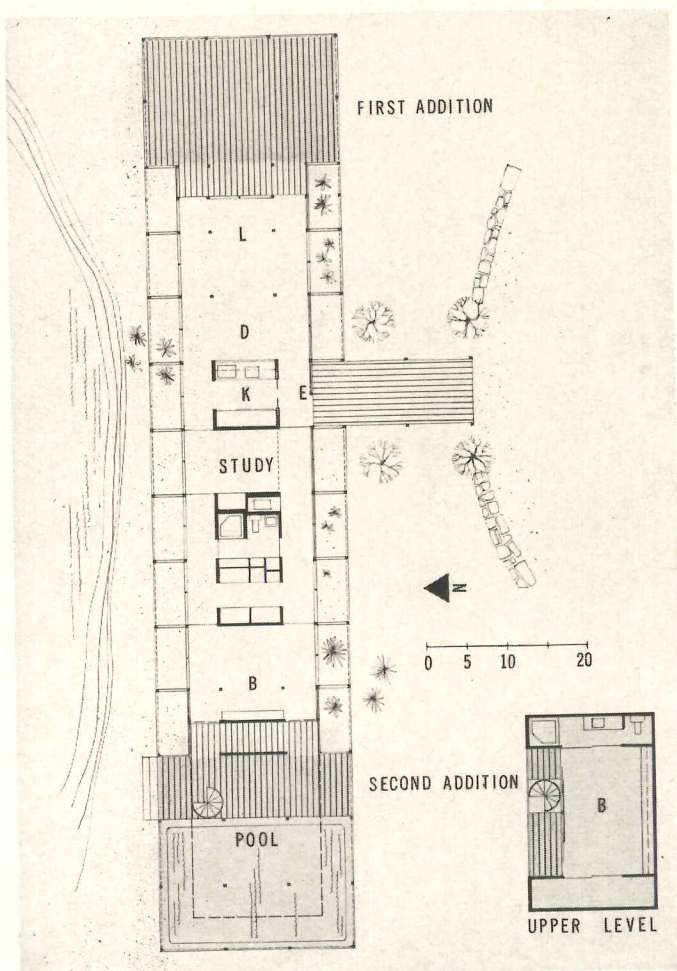 FIRST ADDITION
L
D
K
E
STUDY
N
0 5 10 20
B
SECOND ADDITION
B
POOL
UPPER LEVEL